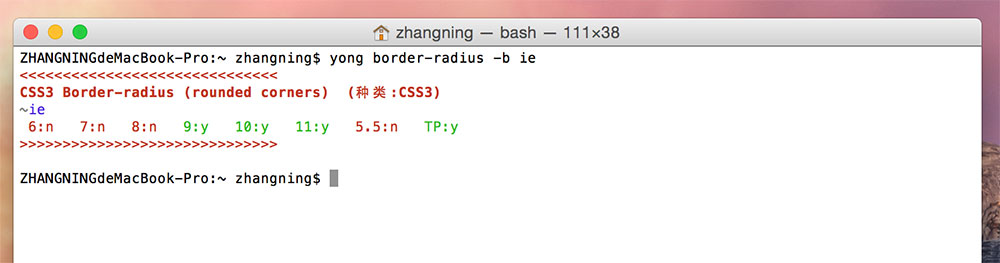 zhangning — bash — 111×38
ZHANGNINGdeMacBook-Pro:~ zhangning$ yong border-radius -b ie
<<<<<<<<<<<<<<<<<<<<<<<<<<<<<<
CSS3 Border-radius (rounded corners)  (种类:CSS3)
~ie
 6:n   7:n   8:n   9:y   10:y   11:y   5.5:n   TP:y
>>>>>>>>>>>>>>>>>>>>>>>>>>>>>>
ZHANGNINGdeMacBook-Pro:~ zhangning$